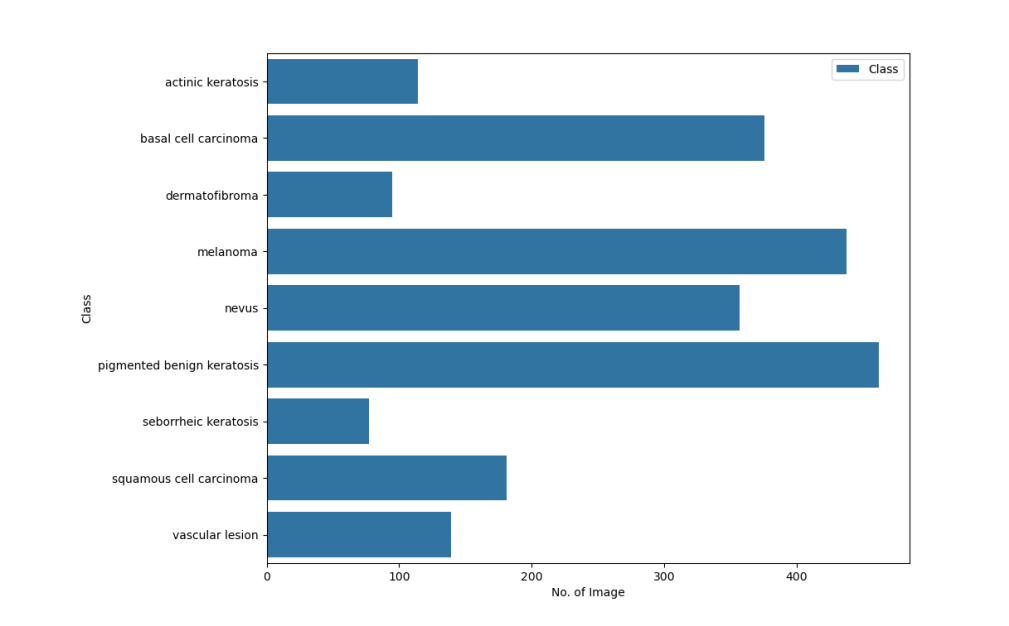 Class
actinic keratosis
basal cell carcinoma
dermatofibroma
melanoma
nevus
pigmented benign keratosis
seborrheic keratosis
squamous cell carcinoma
vascular lesion
Class
0 100 200 300 400
No. of Image